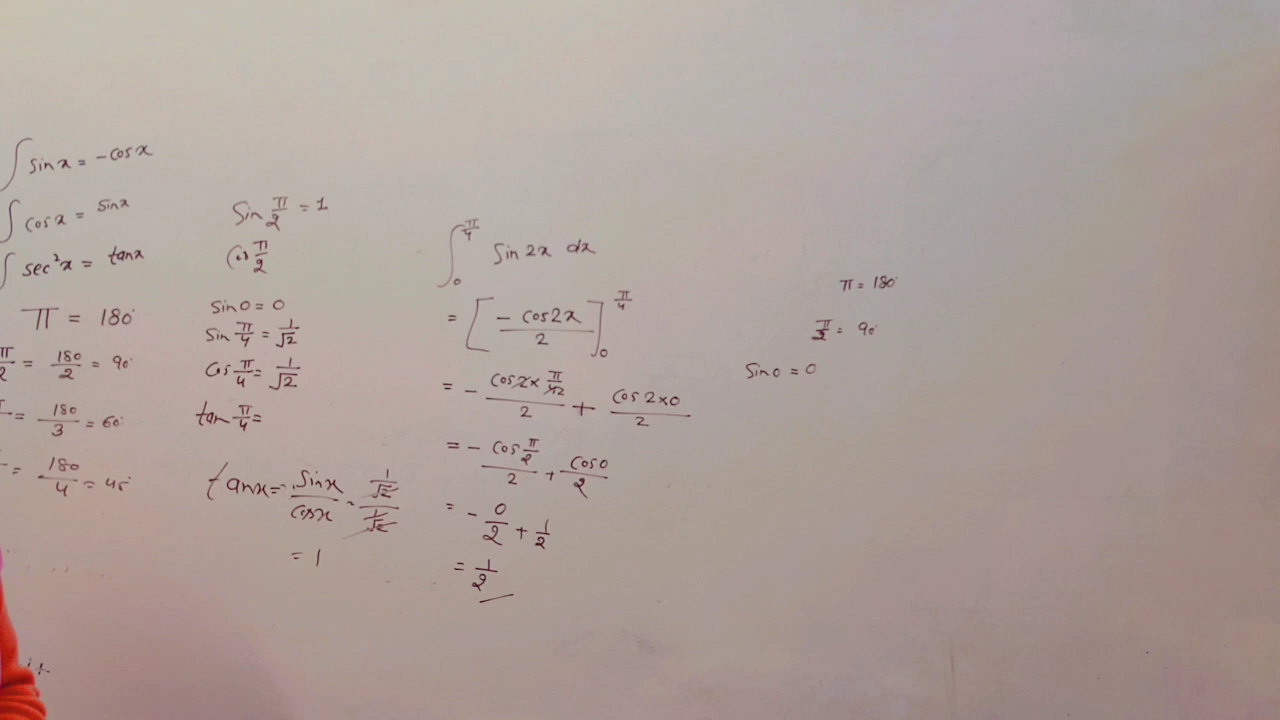 ∫ sin x = -cos x
∫ cos x = sin x
∫ sec²x = tan x
π = 180°
π/2 = 180/2 = 90°
= 180/3 = 60°
= 180/4 = 45°
Sin π/2 = 1
Cos π/2
Sin 0 = 0
Sin π/4 = 1/√2
Cos π/4 = 1/√2
tan π/4 =
tan x = Sin x / cos x = 1/√2 / 1/√2
= 1
∫₀^π/4 Sin 2x dx
= [ - cos 2x / 2 ]₀^π/4
= - cos 2 x π/42 / 2 + Cos 2x0 / 2
= - Cos π/2 / 2 + Cos 0 / 2
= - 0/2 + 1/2
= 1/2
π = 180°
π/2 = 90°
Sin 0 = 0